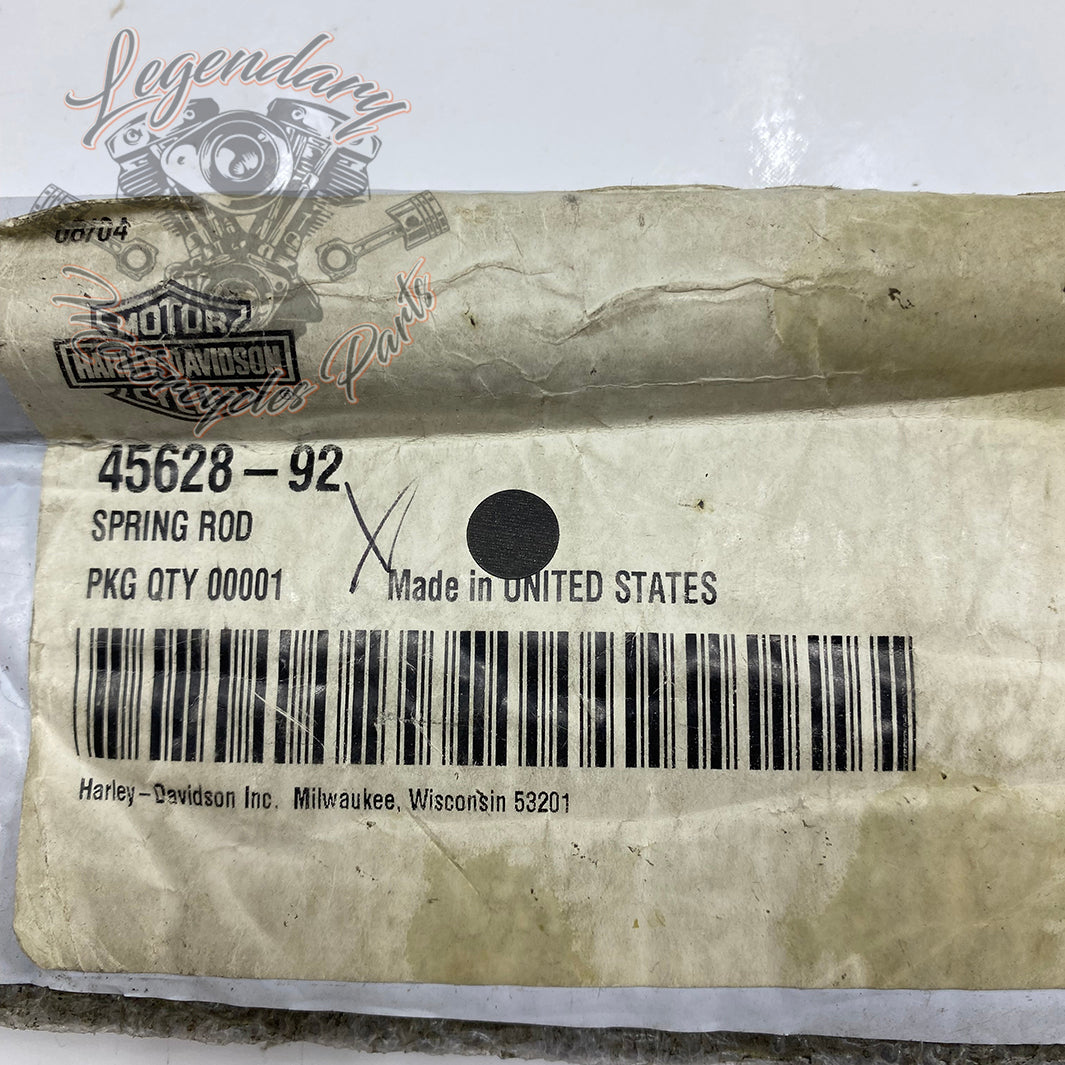 Legendary
Motorcycles Parts
08/04
MOTOR
HARLEY-DAVIDSON
CYCLES
45628-92
SPRING ROD
X
PKG QTY 00001
Made in UNITED STATES
Harley-Davidson Inc. Milwaukee, Wisconsin 53201